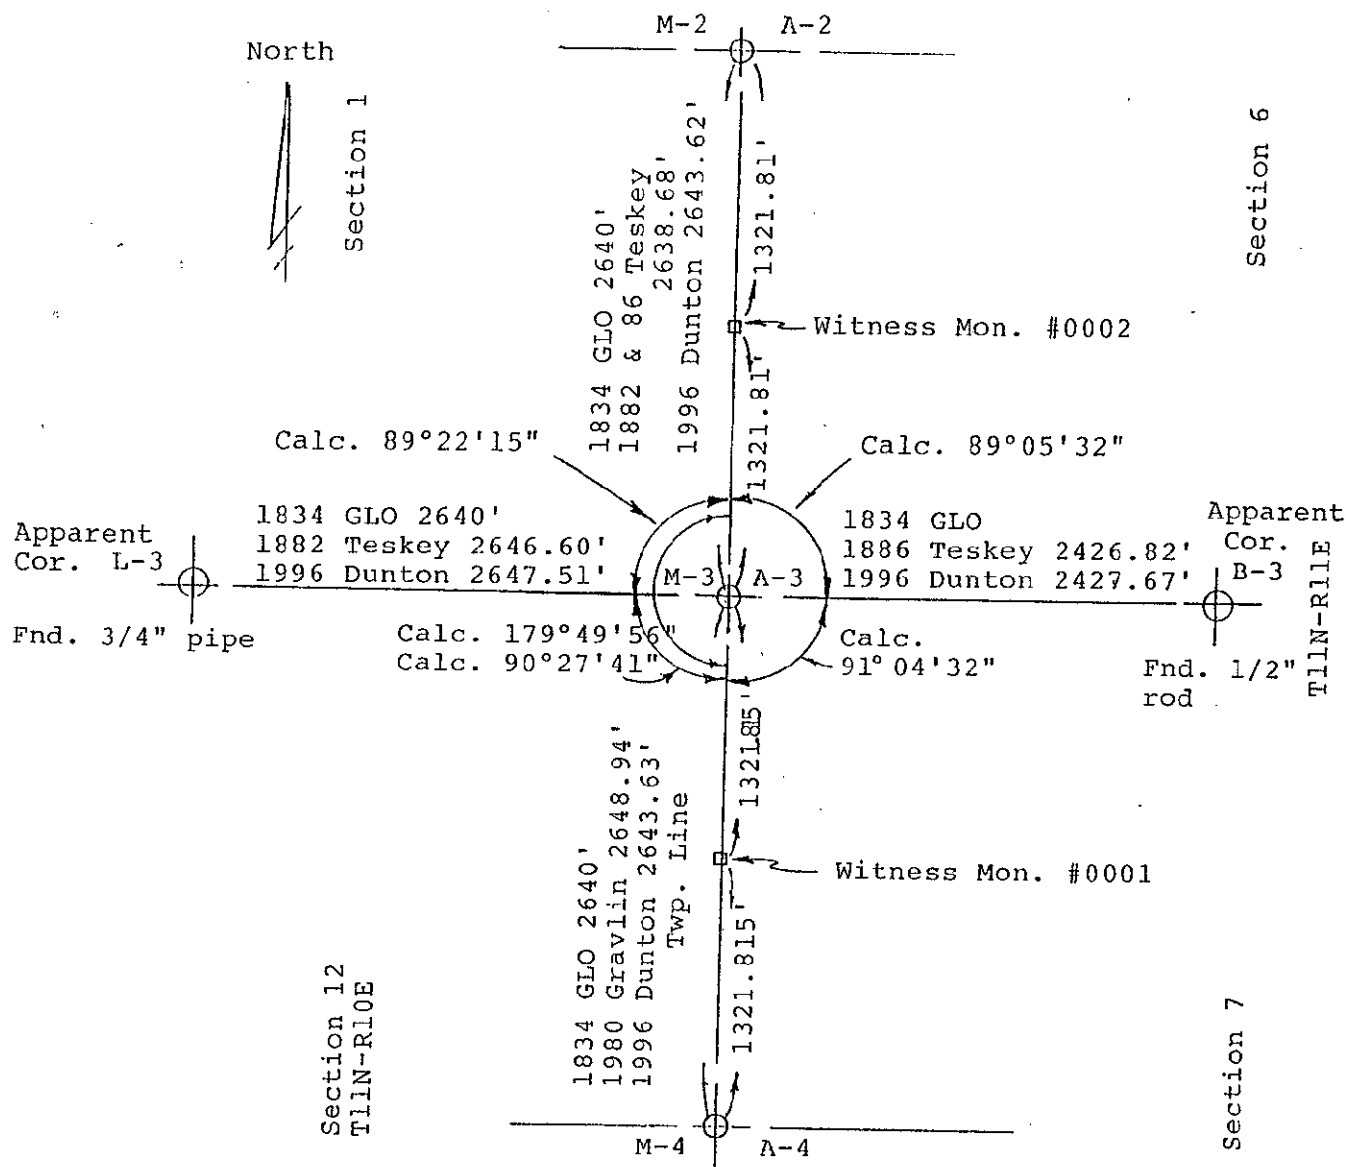 M-2 A-2
North
Section 1
Section 6
1834 GLO 2640'
1882 & 86 Teskey
2638.68'
1996 Dunton 2643.62'
1321.81'
Witness Mon. #0002
1321.81'
Calc. 89°22'15"
Calc. 89°05'32"
Apparent
Cor. L-3
Fnd. 3/4" pipe
1834 GLO 2640'
1882 Teskey 2646.60'
1996 Dunton 2647.51'
M-3 A-3
1834 GLO
1886 Teskey 2426.82'
1996 Dunton 2427.67'
Apparent
Cor.
B-3
T11N-R11E
Fnd. 1/2"
rod
Calc. 179°49'56"
Calc. 90°27'41"
Calc.
91°04'32"
1834 GLO 2640'
1980 Gravlin 2648.94'
1996 Dunton 2643.63'
Twp. Line
1321.815'
Witness Mon. #0001
1321.815'
Section 12
T11N-R10E
Section 7
M-4 A-4